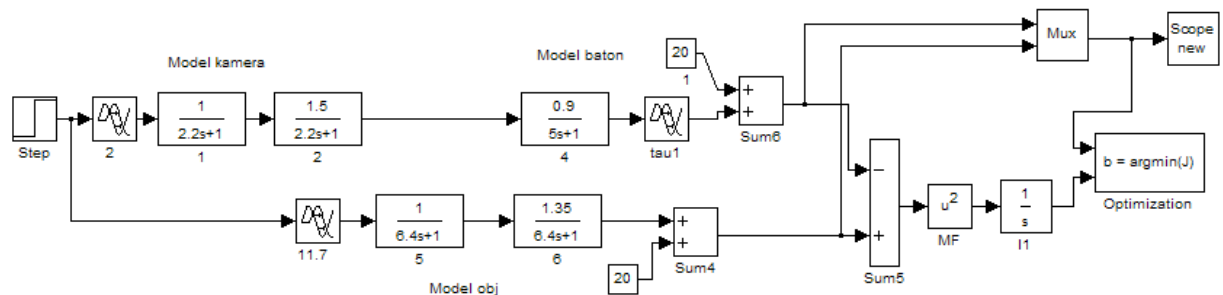 Model kamera
Model baton
Step
2
1
2.2s+1
1
1.5
2.2s+1
2
0.9
5s+1
4
tau1
20
1
+
+
Sum6
Mux
Scope
new
11.7
1
6.4s+1
5
1.35
6.4s+1
6
Model obj
20
+
+
Sum4
−
+
Sum5
u²
MF
1
s
I1
b = argmin(J)
Optimization